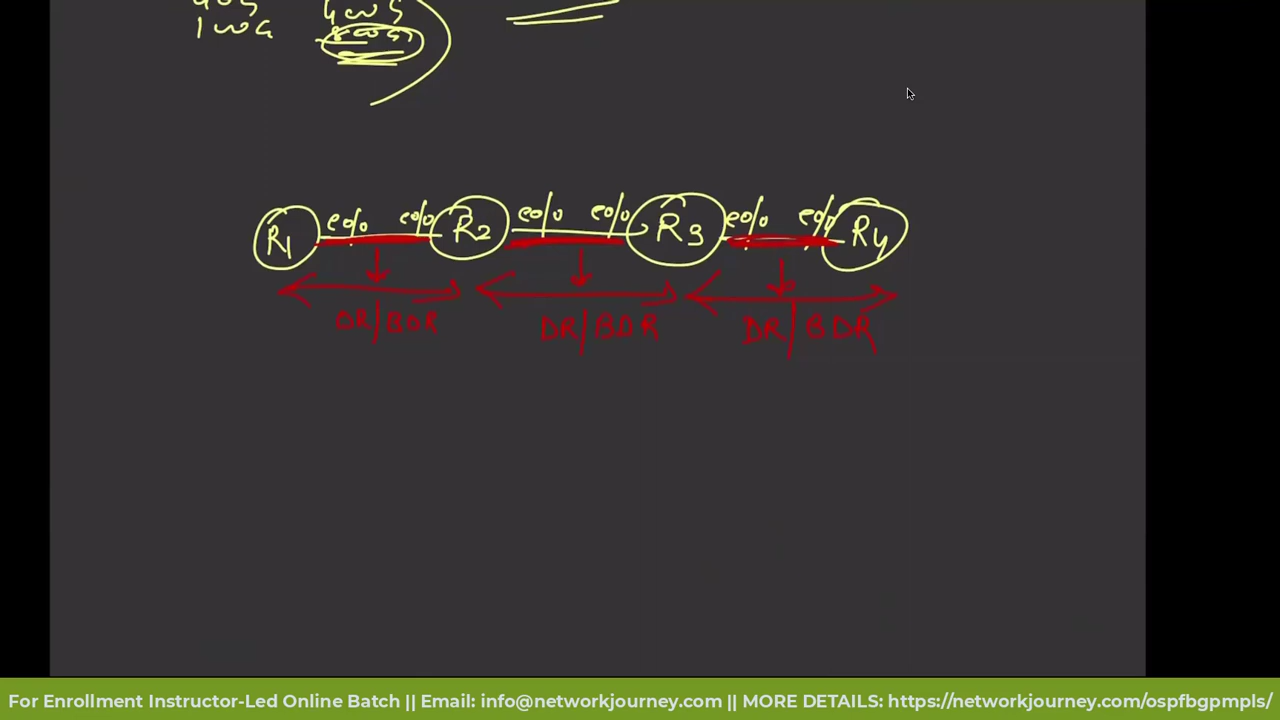 R1 e0/0 e0/0 R2 e0/0 e0/0 R3 e0/0 e0/0 R4
DR/BDR DR/BDR DR/BDR
For Enrollment Instructor-Led Online Batch || Email: info@networkjourney.com || MORE DETAILS: https://networkjourney.com/ospfbgpmpls/